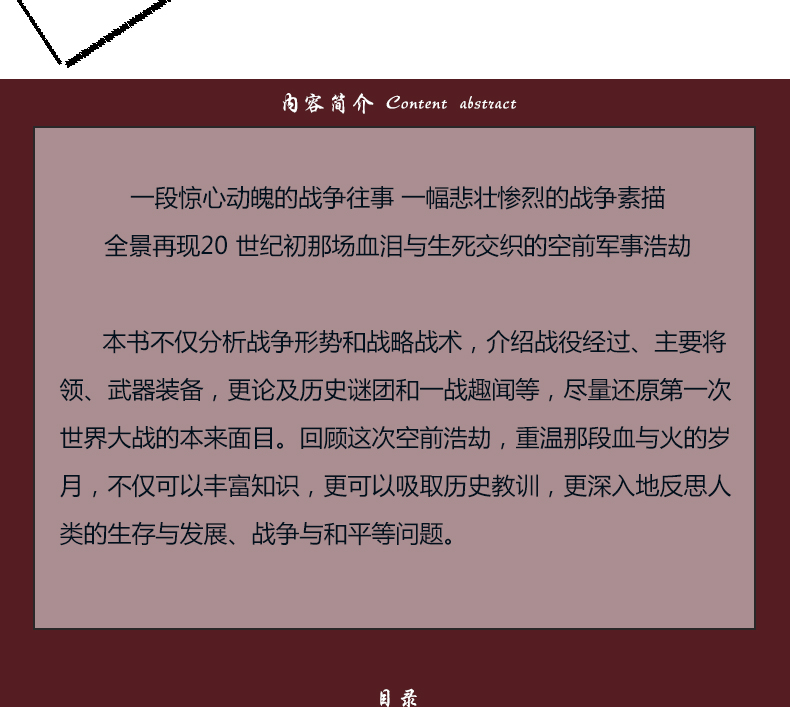 内容简介 Content abstract
一段惊心动魄的战争往事 一幅悲壮惨烈的战争素描
全景再现20 世纪初那场血泪与生死交织的空前军事浩劫
本书不仅分析战争形势和战略战术，介绍战役经过、主要将
领、武器装备，更论及历史谜团和一战趣闻等，尽量还原第一次
世界大战的本来面目。回顾这次空前浩劫，重温那段血与火的岁
月，不仅可以丰富知识，更可以吸取历史教训，更深入地反思人
类的生存与发展、战争与和平等问题。
目录